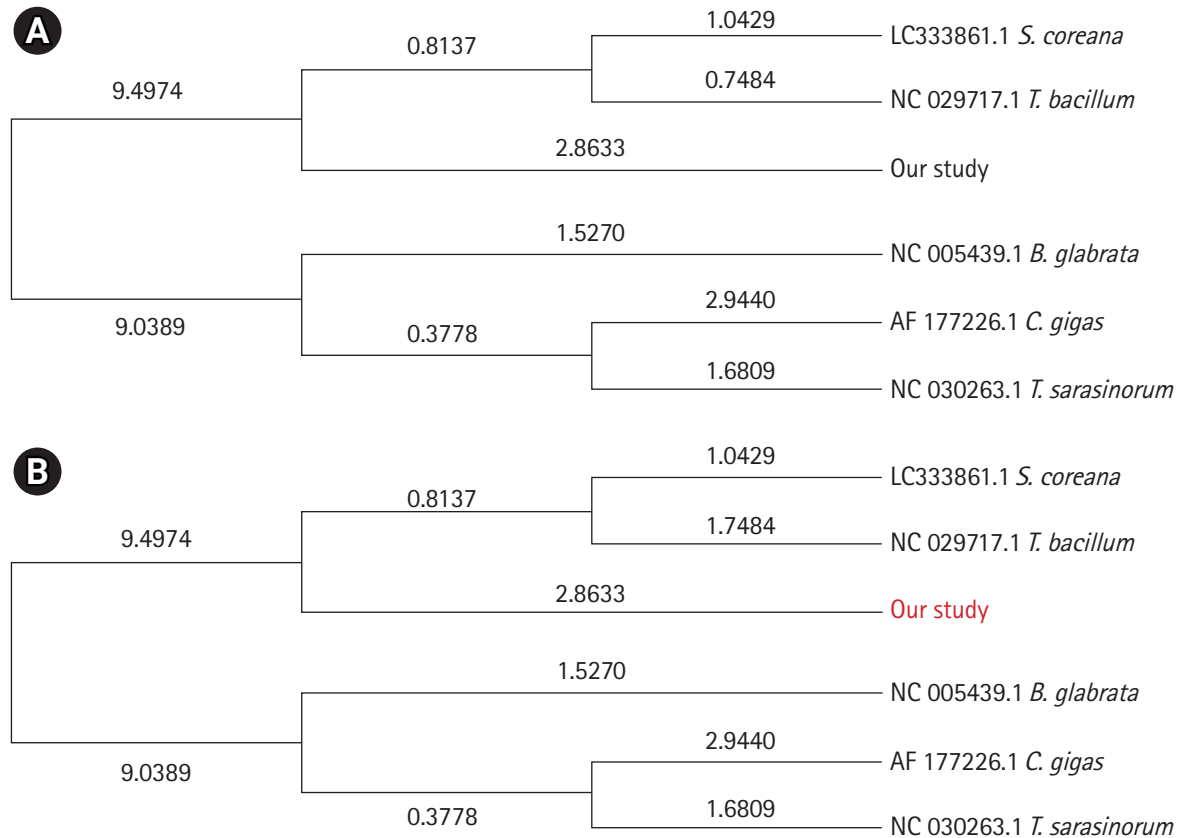 A
1.0429
LC333861.1 S. coreana
0.8137
9.4974
0.7484
NC 029717.1 T. bacillum
2.8633
Our study
1.5270
NC 005439.1 B. glabrata
2.9440
AF 177226.1 C. gigas
9.0389
0.3778
1.6809
NC 030263.1 T. sarasinorum
B
1.0429
LC333861.1 S. coreana
0.8137
9.4974
1.7484
NC 029717.1 T. bacillum
2.8633
Our study
1.5270
NC 005439.1 B. glabrata
2.9440
AF 177226.1 C. gigas
9.0389
0.3778
1.6809
NC 030263.1 T. sarasinorum